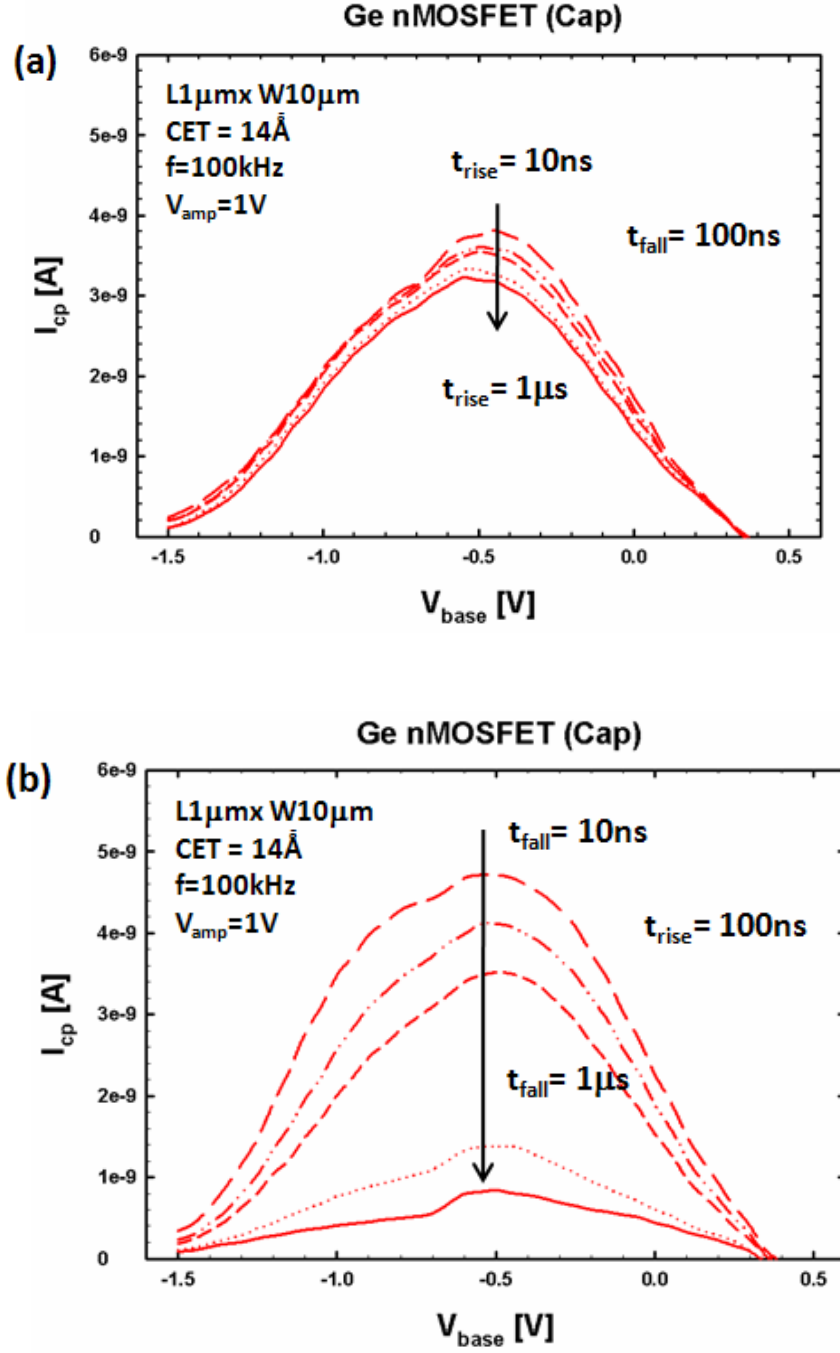 Ge nMOSFET (Cap)
(a)
6e-9
5e-9
4e-9
3e-9
2e-9
1e-9
0
I_cp [A]
L1μmx W10μm
CET = 14Å
f=100kHz
V_amp=1V
t_rise= 10ns
t_fall= 100ns
t_rise= 1μs
-1.5 -1.0 -0.5 0.0 0.5
V_base [V]
Ge nMOSFET (Cap)
(b)
6e-9
5e-9
4e-9
3e-9
2e-9
1e-9
0
I_cp [A]
L1μmx W10μm
CET = 14Å
f=100kHz
V_amp=1V
t_fall= 10ns
t_rise= 100ns
t_fall= 1μs
-1.5 -1.0 -0.5 0.0 0.5
V_base [V]